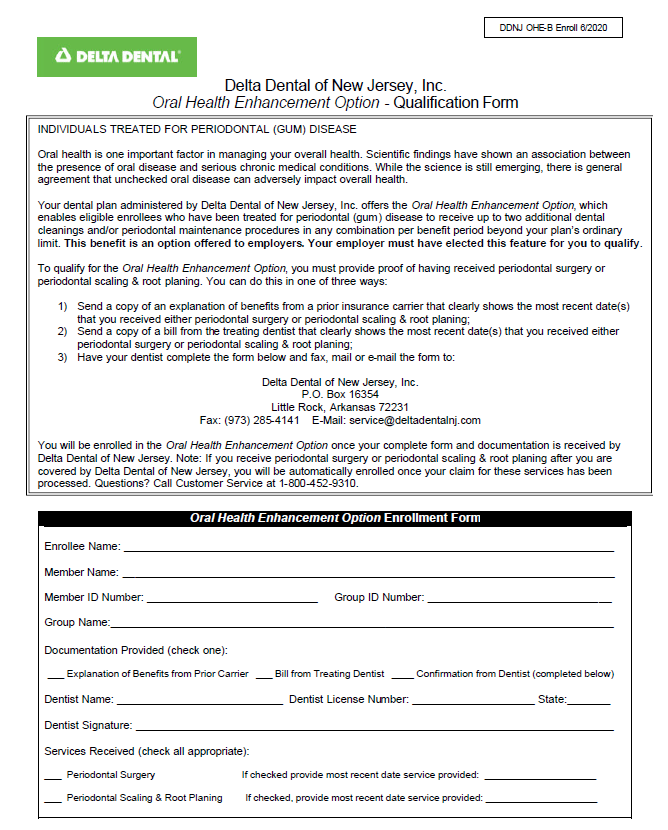 DDNJ OHE-B Enroll 6/2020
DELTA DENTAL®
Delta Dental of New Jersey, Inc.
Oral Health Enhancement Option - Qualification Form
INDIVIDUALS TREATED FOR PERIODONTAL (GUM) DISEASE
Oral health is one important factor in managing your overall health. Scientific findings have shown an association between
the presence of oral disease and serious chronic medical conditions. While the science is still emerging, there is general
agreement that unchecked oral disease can adversely impact overall health.
Your dental plan administered by Delta Dental of New Jersey, Inc. offers the Oral Health Enhancement Option, which
enables eligible enrollees who have been treated for periodontal (gum) disease to receive up to two additional dental
cleanings and/or periodontal maintenance procedures in any combination per benefit period beyond your plan's ordinary
limit. This benefit is an option offered to employers. Your employer must have elected this feature for you to qualify.
To qualify for the Oral Health Enhancement Option, you must provide proof of having received periodontal surgery or
periodontal scaling & root planing. You can do this in one of three ways:
1) Send a copy of an explanation of benefits from a prior insurance carrier that clearly shows the most recent date(s)
that you received either periodontal surgery or periodontal scaling & root planing;
2) Send a copy of a bill from the treating dentist that clearly shows the most recent date(s) that you received either
periodontal surgery or periodontal scaling & root planing;
3) Have your dentist complete the form below and fax, mail or e-mail the form to:
Delta Dental of New Jersey, Inc.
P.O. Box 16354
Little Rock, Arkansas 72231
Fax: (973) 285-4141 E-Mail: service@deltadentalnj.com
You will be enrolled in the Oral Health Enhancement Option once your complete form and documentation is received by
Delta Dental of New Jersey. Note: If you receive periodontal surgery or periodontal scaling & root planing after you are
covered by Delta Dental of New Jersey, you will be automatically enrolled once your claim for these services has been
processed. Questions? Call Customer Service at 1-800-452-9310.
Oral Health Enhancement Option Enrollment Form
Enrollee Name:
Member Name:
Member ID Number: Group ID Number:
Group Name:
Documentation Provided (check one):
___ Explanation of Benefits from Prior Carrier ___ Bill from Treating Dentist ____ Confirmation from Dentist (completed below)
Dentist Name: Dentist License Number: State:
Dentist Signature:
Services Received (check all appropriate):
___ Periodontal Surgery If checked provide most recent date service provided:
___ Periodontal Scaling & Root Planing If checked, provide most recent date service provided: